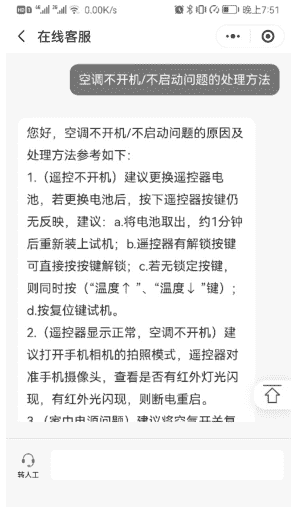 0.00K/s
晚上7:51
在线客服
空调不开机/不启动问题的处理方法
您好，空调不开机/不启动问题的原因及
处理方法参考如下：
1.（遥控不开机）建议更换遥控器电
池，若更换电池后，按下遥控器按键仍
无反映，建议：a.将电池取出，约1分钟
后重新装上试机；b.遥控器有解锁按键
可直接按按键解锁；c.若无锁定按键，
则同时按（“温度↑ ”、“温度↓ ”键）；
d.按复位键试机。
2.（遥控器显示正常，空调不开机）建
议打开手机相机的拍照模式，遥控器对
准手机摄像头，查看是否有红外灯光闪
现，有红外光闪现，则断电重启。
3.（家中电源问题）建议将空气开关复
转人工